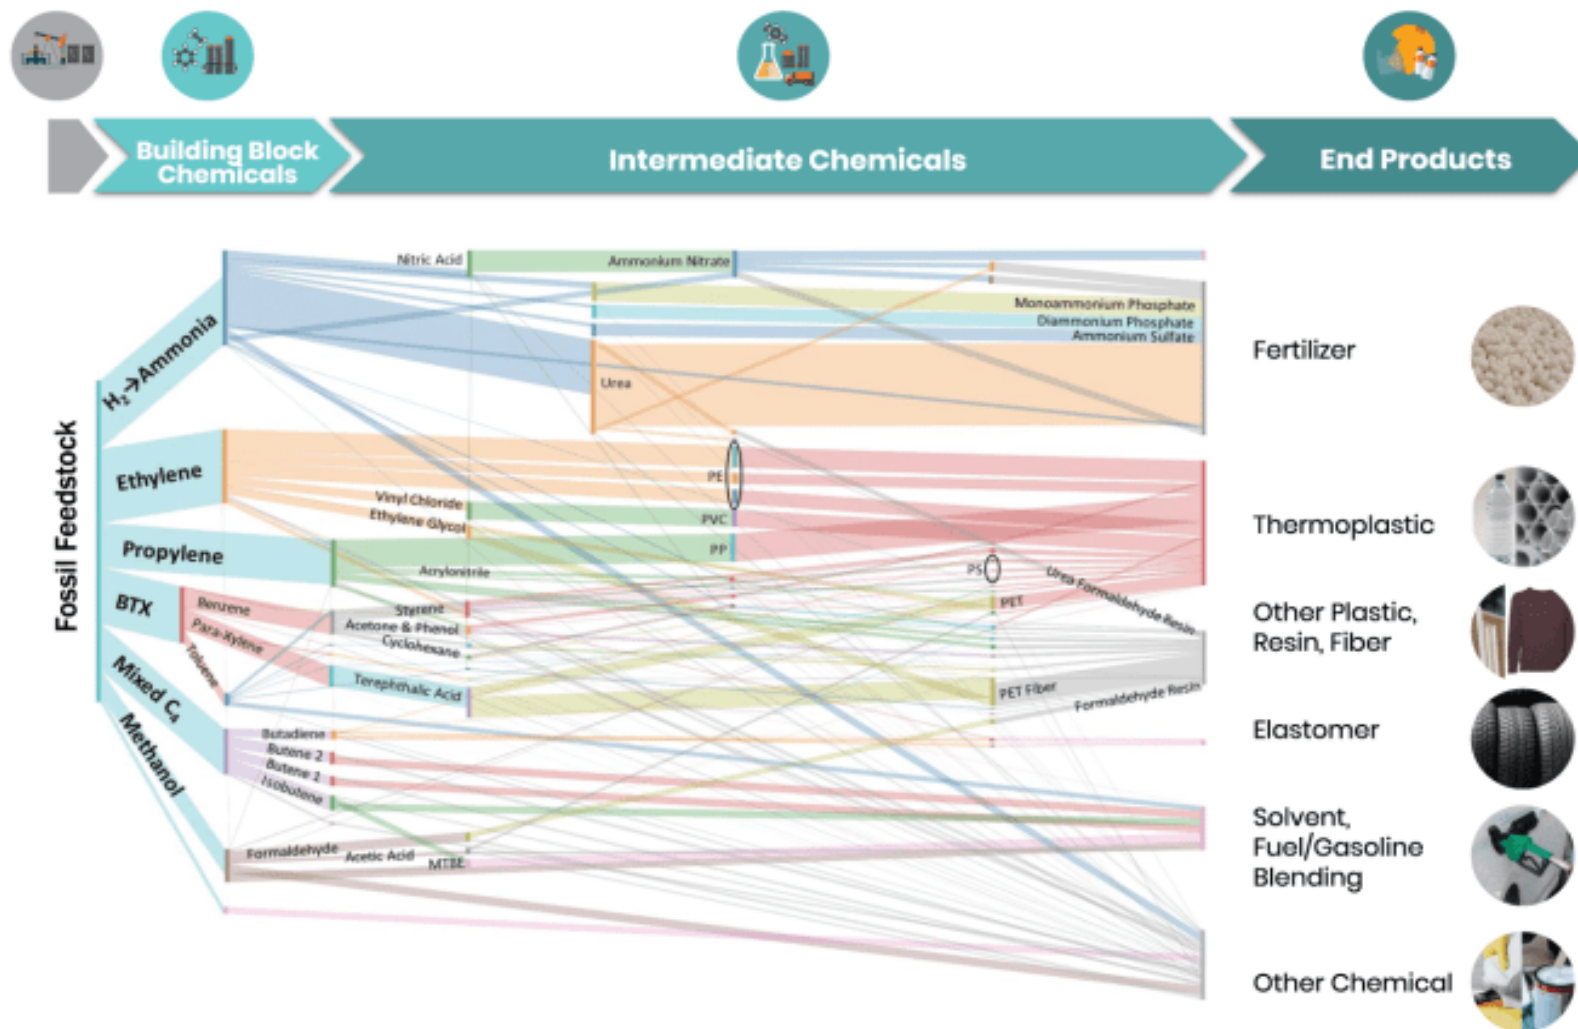 Building Block
Chemicals
Intermediate Chemicals
End Products
Fossil Feedstock
H₂→Ammonia
Ethylene
Propylene
BTX
Mixed C₄
Methanol
Benzene
Para-Xylene
Toluene
Nitric Acid
Ammonium Nitrate
Monoammonium Phosphate
Diammonium Phosphate
Ammonium Sulfate
Urea
PE
Vinyl Chloride
Ethylene Glycol
PVC
PP
Acrylonitrile
PS
Urea Formaldehyde Resin
Sterene
PET
Acetone & Phenol
Cyclohexane
Terephthalic Acid
PET Fiber
Formaldehyde Resin
Butadiene
Butene 2
Butene 1
Isobutene
Formaldehyde
Acetic Acid
MTBE
Fertilizer
Thermoplastic
Other Plastic,
Resin, Fiber
Elastomer
Solvent,
Fuel/Gasoline
Blending
Other Chemical